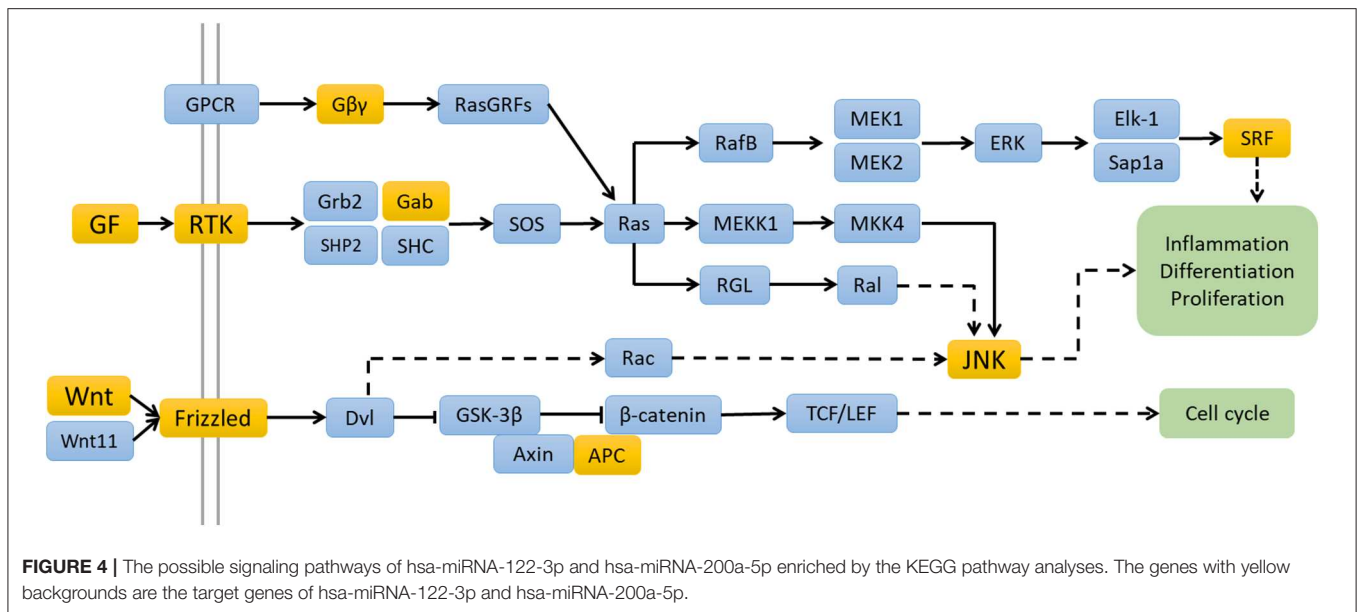 GPCR
Gβγ
RasGRFs
RafB
MEK1
MEK2
ERK
Elk-1
Sap1a
SRF
GF
RTK
Grb2
Gab
SHP2
SHC
SOS
Ras
MEKK1
MKK4
RGL
Ral
Inflammation
Differentiation
Proliferation
Rac
JNK
Wnt
Wnt11
Frizzled
Dvl
GSK-3β
Axin
APC
β-catenin
TCF/LEF
Cell cycle
FIGURE 4 | The possible signaling pathways of hsa-miRNA-122-3p and hsa-miRNA-200a-5p enriched by the KEGG pathway analyses. The genes with yellow
backgrounds are the target genes of hsa-miRNA-122-3p and hsa-miRNA-200a-5p.